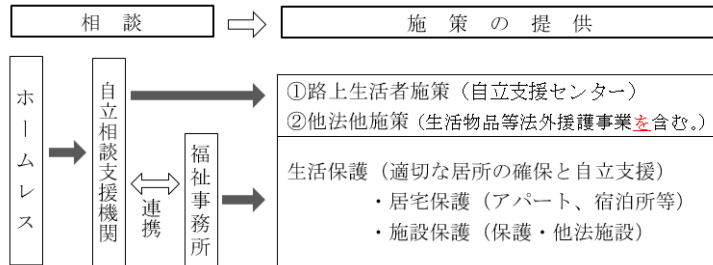 相談
施策の提供
ホームレス
自立相談支援機関
連携
福祉事務所
①路上生活者施策（自立支援センター）
②他法他施策（生活物品等法外援護事業を含む。）
生活保護（適切な居所の確保と自立支援）
・居宅保護（アパート、宿泊所等）
・施設保護（保護・他法施設）